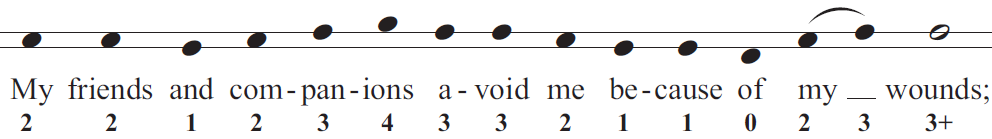 My friends and com - pan - ions a - void me be - cause of my __ wounds;
2 2 1 2 3 4 3 3 2 1 1 0 2 3 3+